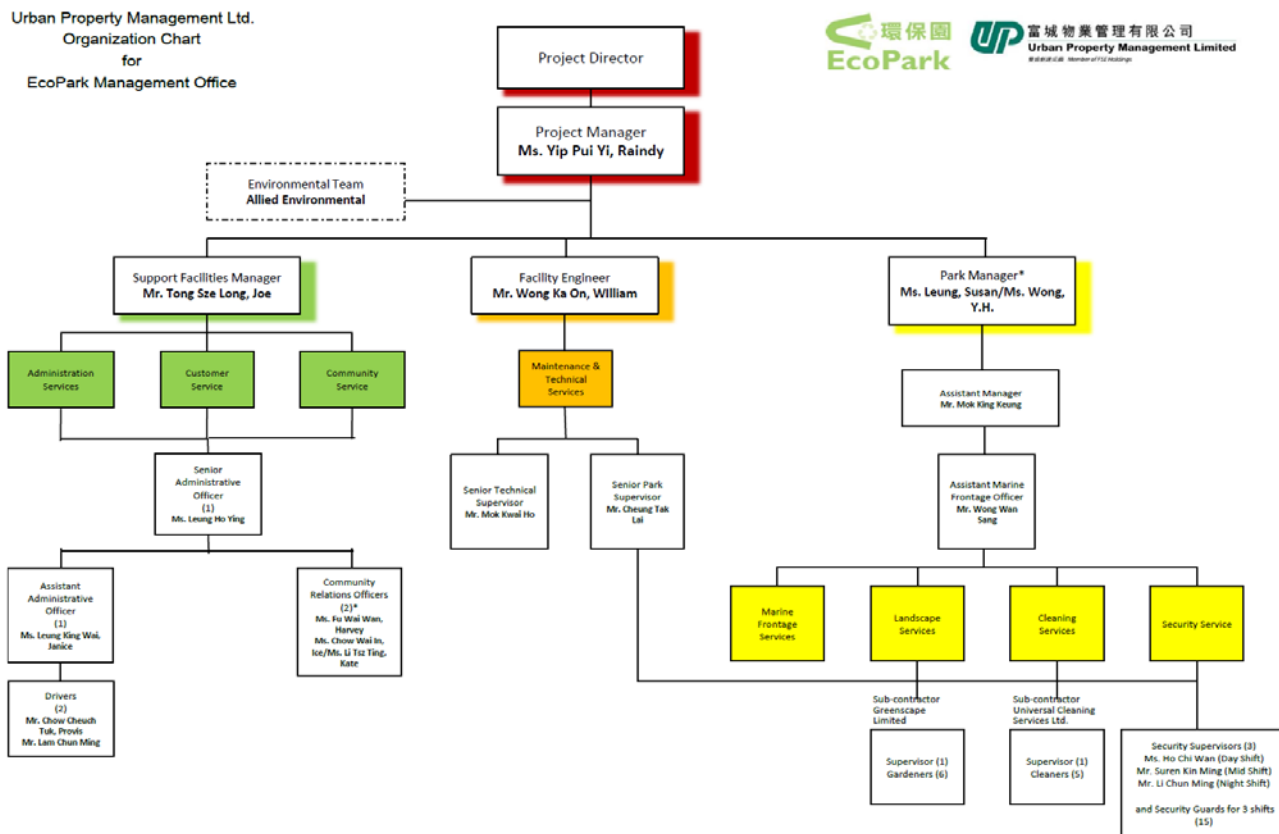 Urban Property Management Ltd.
Organization Chart
for
EcoPark Management Office
環保園
EcoPark
UP
富城物業管理有限公司
Urban Property Management Limited
Member of FSE Holdings
Project Director
Project Manager
Ms. Yip Pui Yi, Raindy
Environmental Team
Allied Environmental
Support Facilities Manager
Mr. Tong Sze Long, Joe
Facility Engineer
Mr. Wong Ka On, William
Park Manager*
Ms. Leung, Susan/Ms. Wong,
Y.H.
Administration
Services
Customer
Service
Community
Service
Maintenance &
Technical
Services
Assistant Manager
Mr. Mok King Keung
Senior
Administrative
Officer
(1)
Ms. Leung Ho Ying
Senior Technical
Supervisor
Mr. Mok Kwai Ho
Senior Park
Supervisor
Mr. Cheung Tak
Lai
Assistant Marine
Frontage Officer
Mr. Wong Wan
Sang
Assistant
Administrative
Officer
(1)
Ms. Leung King Wai,
Janice
Community
Relations Officers
(2)*
Ms. Fu Wai Wan,
Harvey
Ms. Chow Wai In,
Ice/Ms. Li Tsz Ting,
Kate
Marine
Frontage
Services
Landscape
Services
Cleaning
Services
Security Service
Drivers
(2)
Mr. Chow Cheuch
Tuk, Provis
Mr. Lam Chun Ming
Sub-contractor
Greenscape
Limited
Sub-contractor
Universal Cleaning
Services Ltd.
Supervisor (1)
Gardeners (6)
Supervisor (1)
Cleaners (5)
Security Supervisors (3)
Ms. Ho Chi Wan (Day Shift)
Mr. Suren Kin Ming (Mid Shift)
Mr. Li Chun Ming (Night Shift)
and Security Guards for 3 shifts
(15)